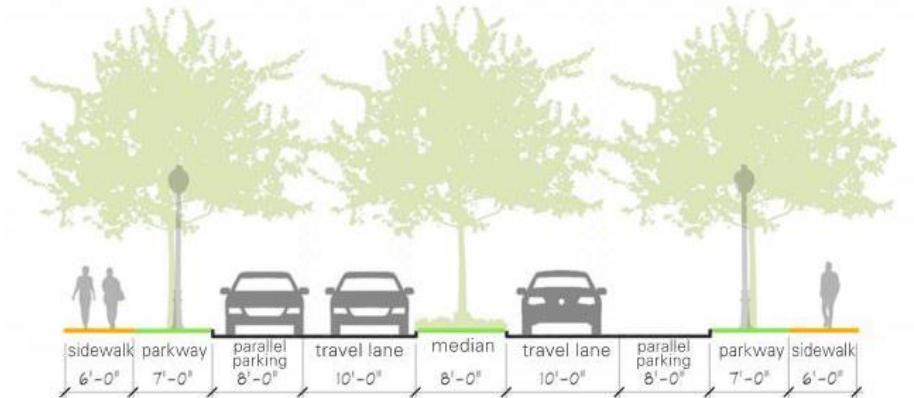 sidewalk parkway parallel parking travel lane median travel lane parallel parking parkway sidewalk
6'-0" 7'-0" 8'-0" 10'-0" 8'-0" 10'-0" 8'-0" 7'-0" 6'-0"